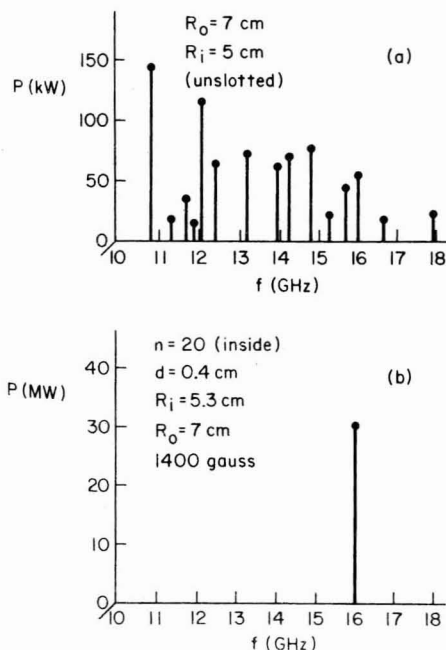 R₀ = 7 cm
Rᵢ = 5 cm
(unslotted)
(a)
P (kW)
150
100
50
0
10 11 12 13 14 15 16 17 18
f (GHz)
n = 20 (inside)
d = 0.4 cm
Rᵢ = 5.3 cm
R₀ = 7 cm
1400 gauss
(b)
P (MW)
40
30
20
10
0
10 11 12 13 14 15 16 17 18
f (GHz)